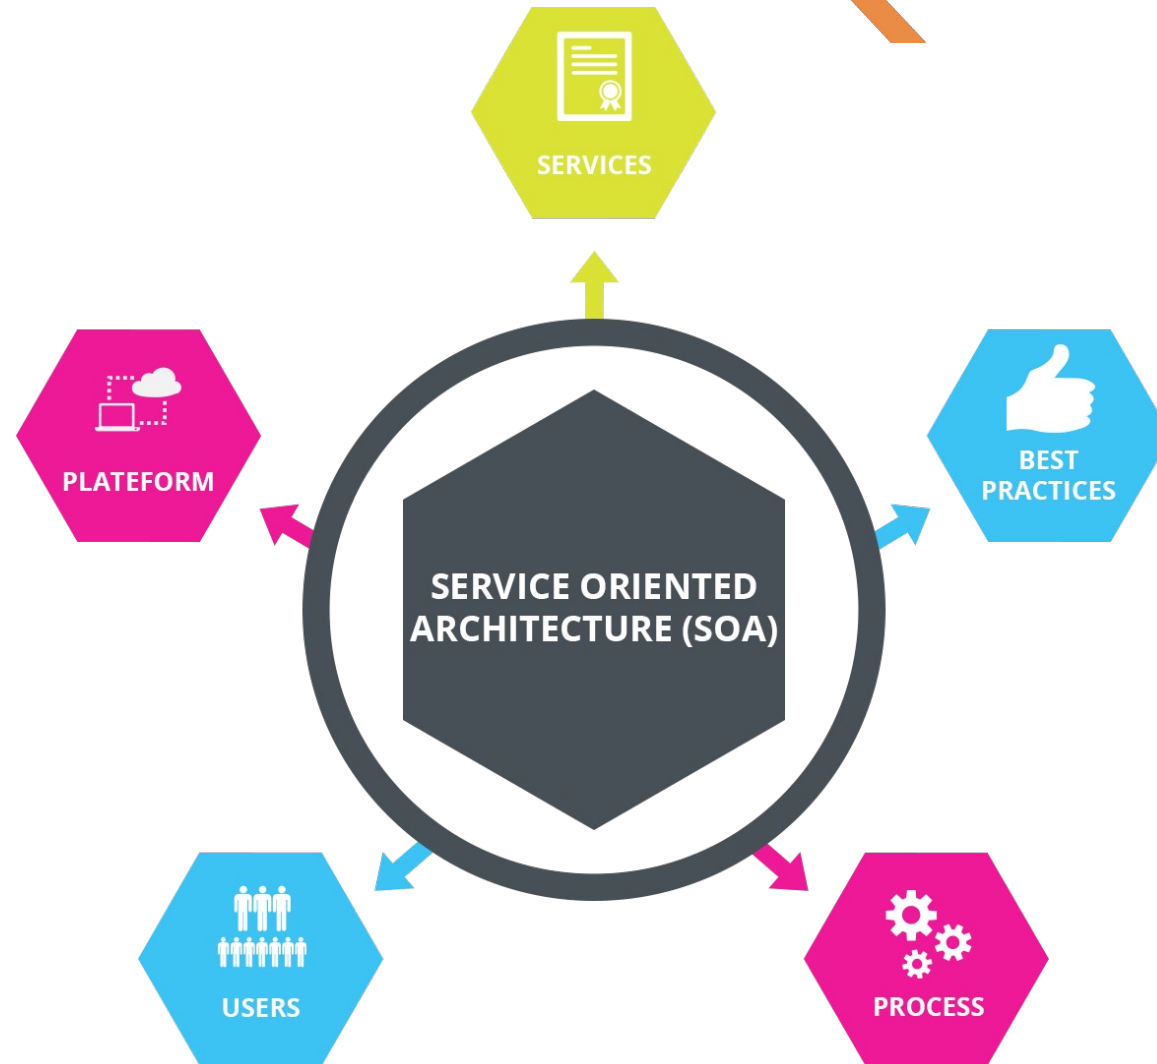 SERVICES
PLATEFORM
BEST
PRACTICES
SERVICE ORIENTED
ARCHITECTURE (SOA)
USERS
PROCESS